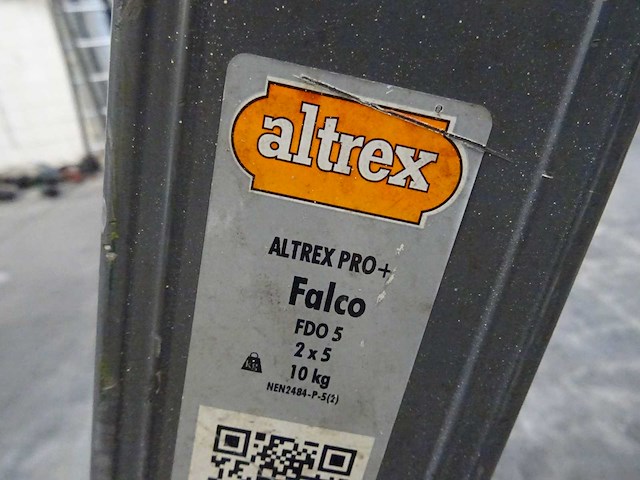 altrex
ALTREX PRO+
Falco
FDO 5
2 x 5
10 kg
NEN2484-P-5(2)